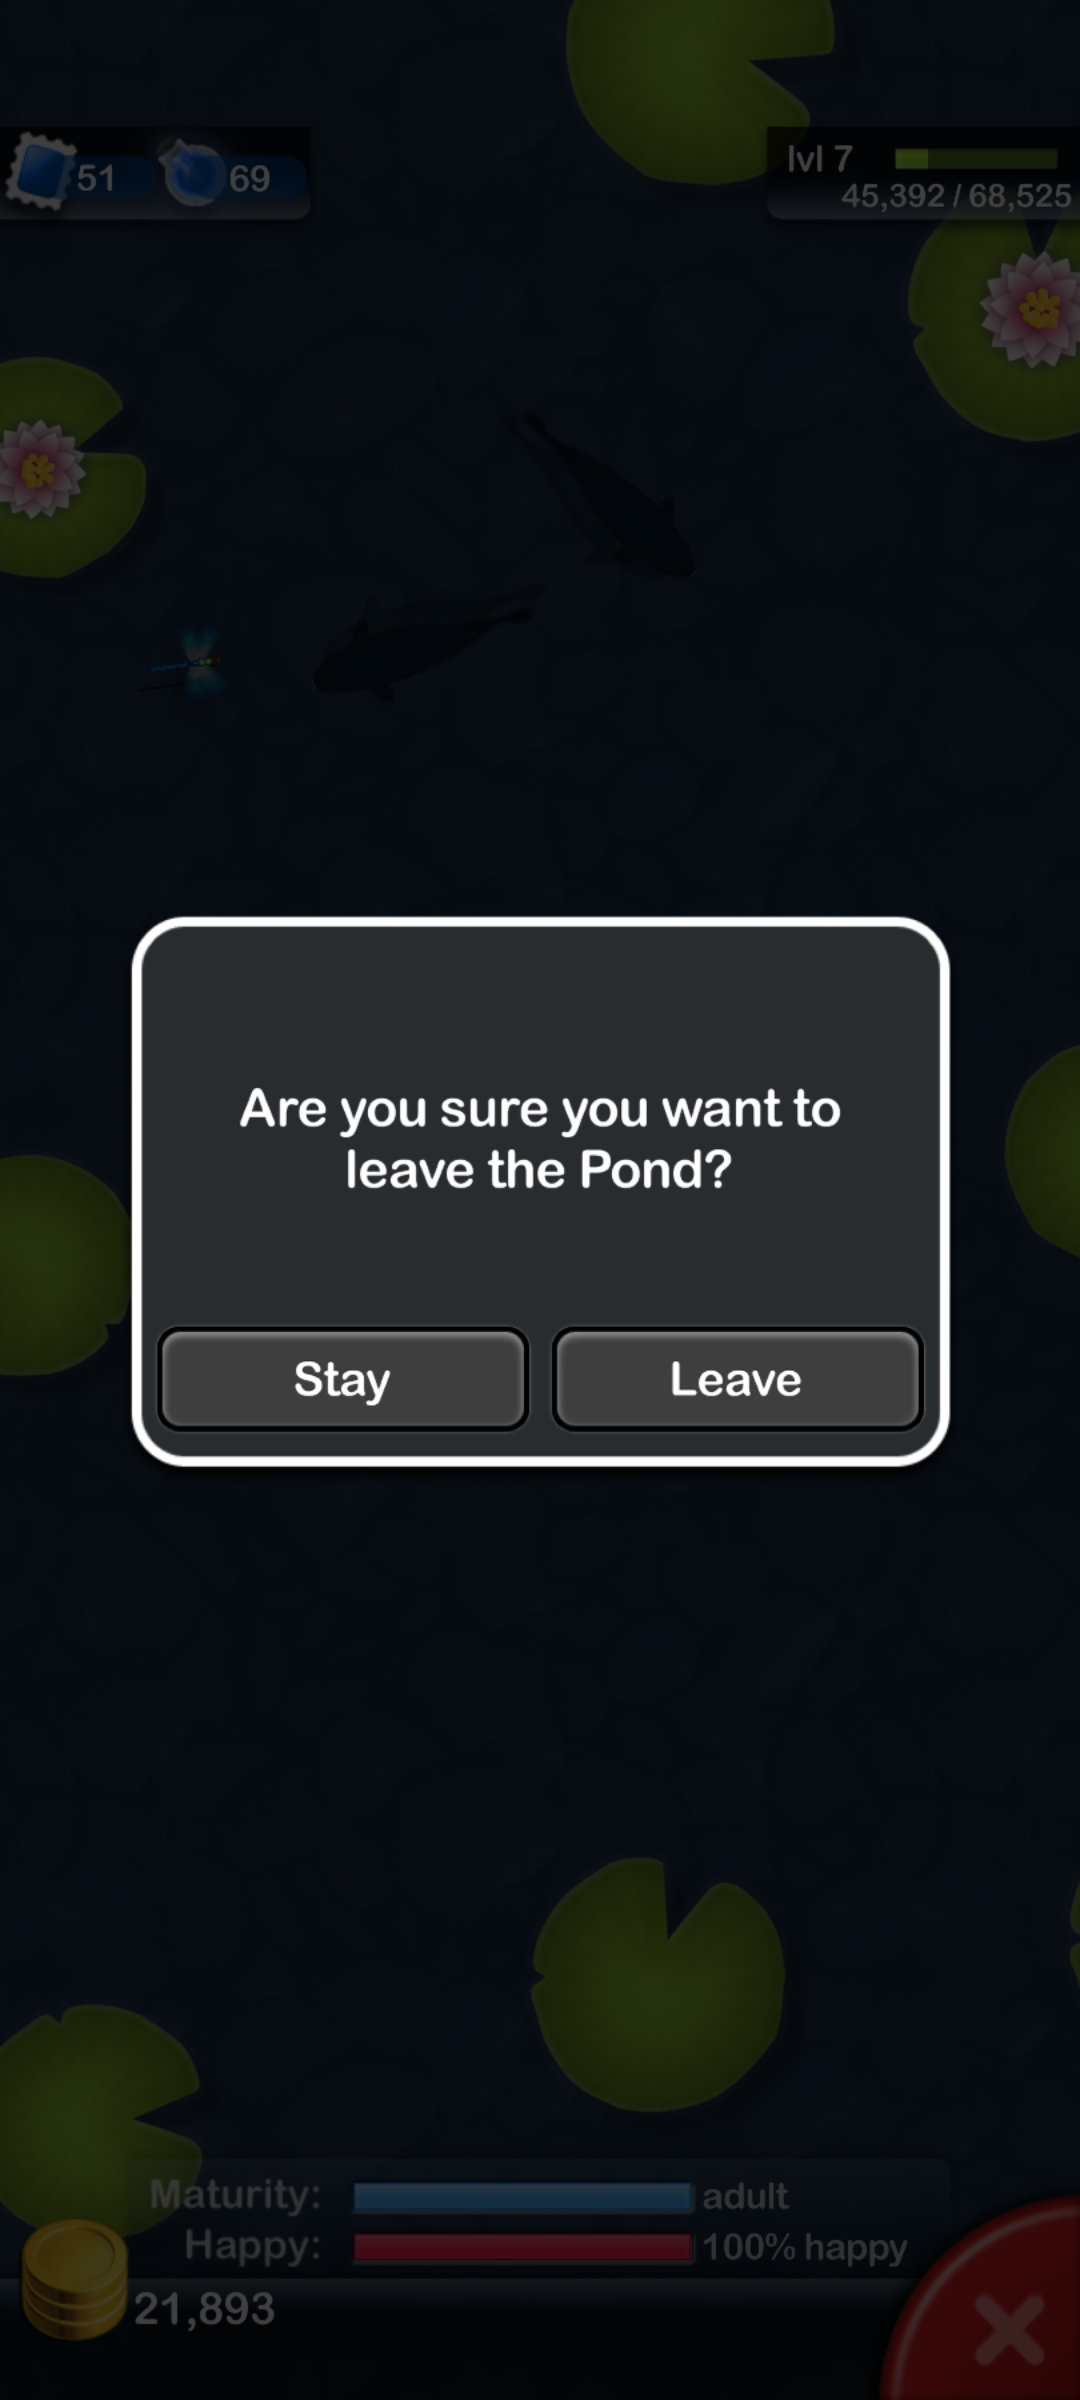 51
69
lvl 7
45,392 / 68,525
Are you sure you want to
leave the Pond?
Stay
Leave
Maturity:
adult
Happy:
100% happy
21,893